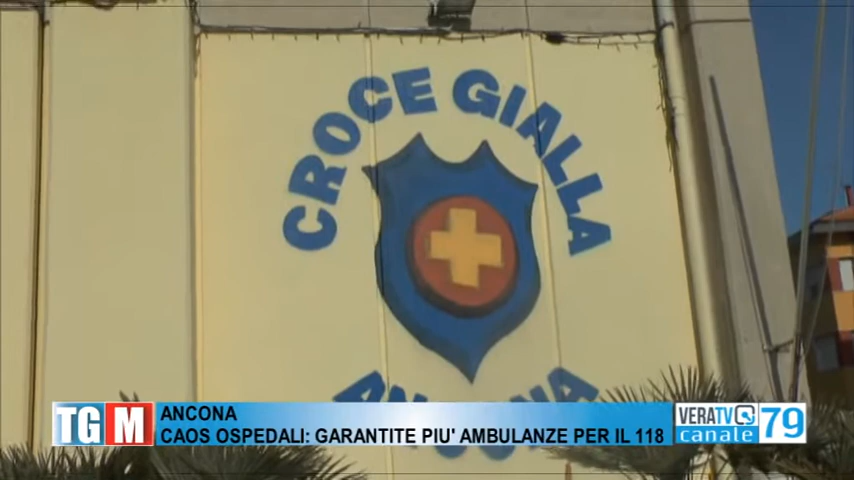 CROCE GIALLA
TGM
ANCONA
CAOS OSPEDALI: GARANTITE PIU' AMBULANZE PER IL 118
VERATV
canale
79